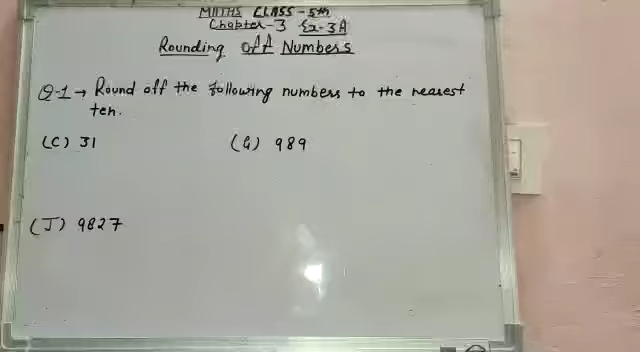 MATHS CLASS-5th
Chapter-3 Ex-3A
Rounding off Numbers
Q-1→ Round off the following numbers to the nearest
ten.
(C) 31 (G) 989
(J) 9827